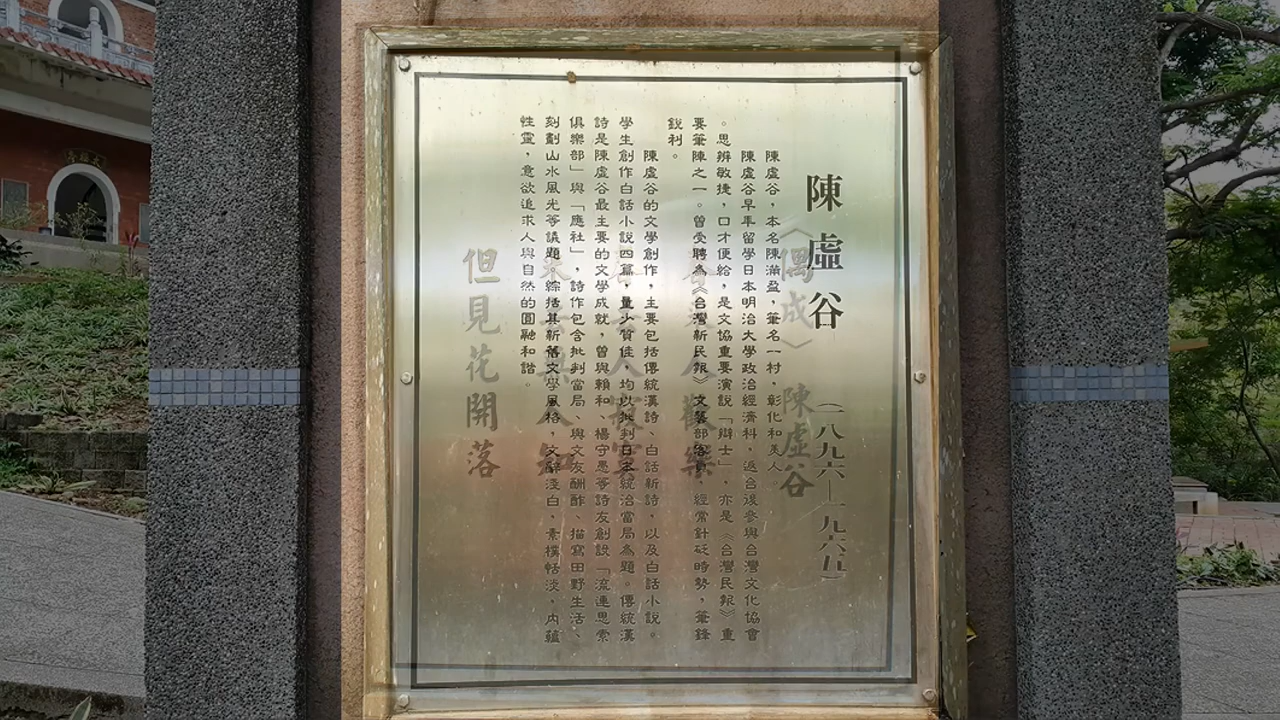 陳虛谷 (一八九六—一九六五)
陳虛谷，本名陳滿盈，筆名一村，彰化和美人。
陳虛谷早年留學日本明治大學政治經濟科，返台後參與台灣文化協會
。思辨敏捷，口才便給，是文協重要演說「辯士」，亦是《台灣民報》重
要筆陣之一。曾受聘為《台灣新民報》文藝部客員，經常針砭時勢，筆鋒
銳利。
陳虛谷的文學創作，主要包括傳統漢詩、白話新詩，以及白話小說。
學生創作白話小說四篇，量少質佳，均以批判日本統治當局為題。傳統漢
詩是陳虛谷最主要的文學成就，曾與賴和、楊守愚等詩友創設「流連思索
俱樂部」與「應社」，詩作包含批判當局、與文友酬酢、描寫田野生活、
刻劃山水風光等議題，綜括其新舊文學風格，文辭淺白、素樸恬淡，內蘊
性靈，意欲追求人與自然的圓融和諧。
〈偶成〉 陳虛谷
人歡樂
人寂寞
人知
但見花開落